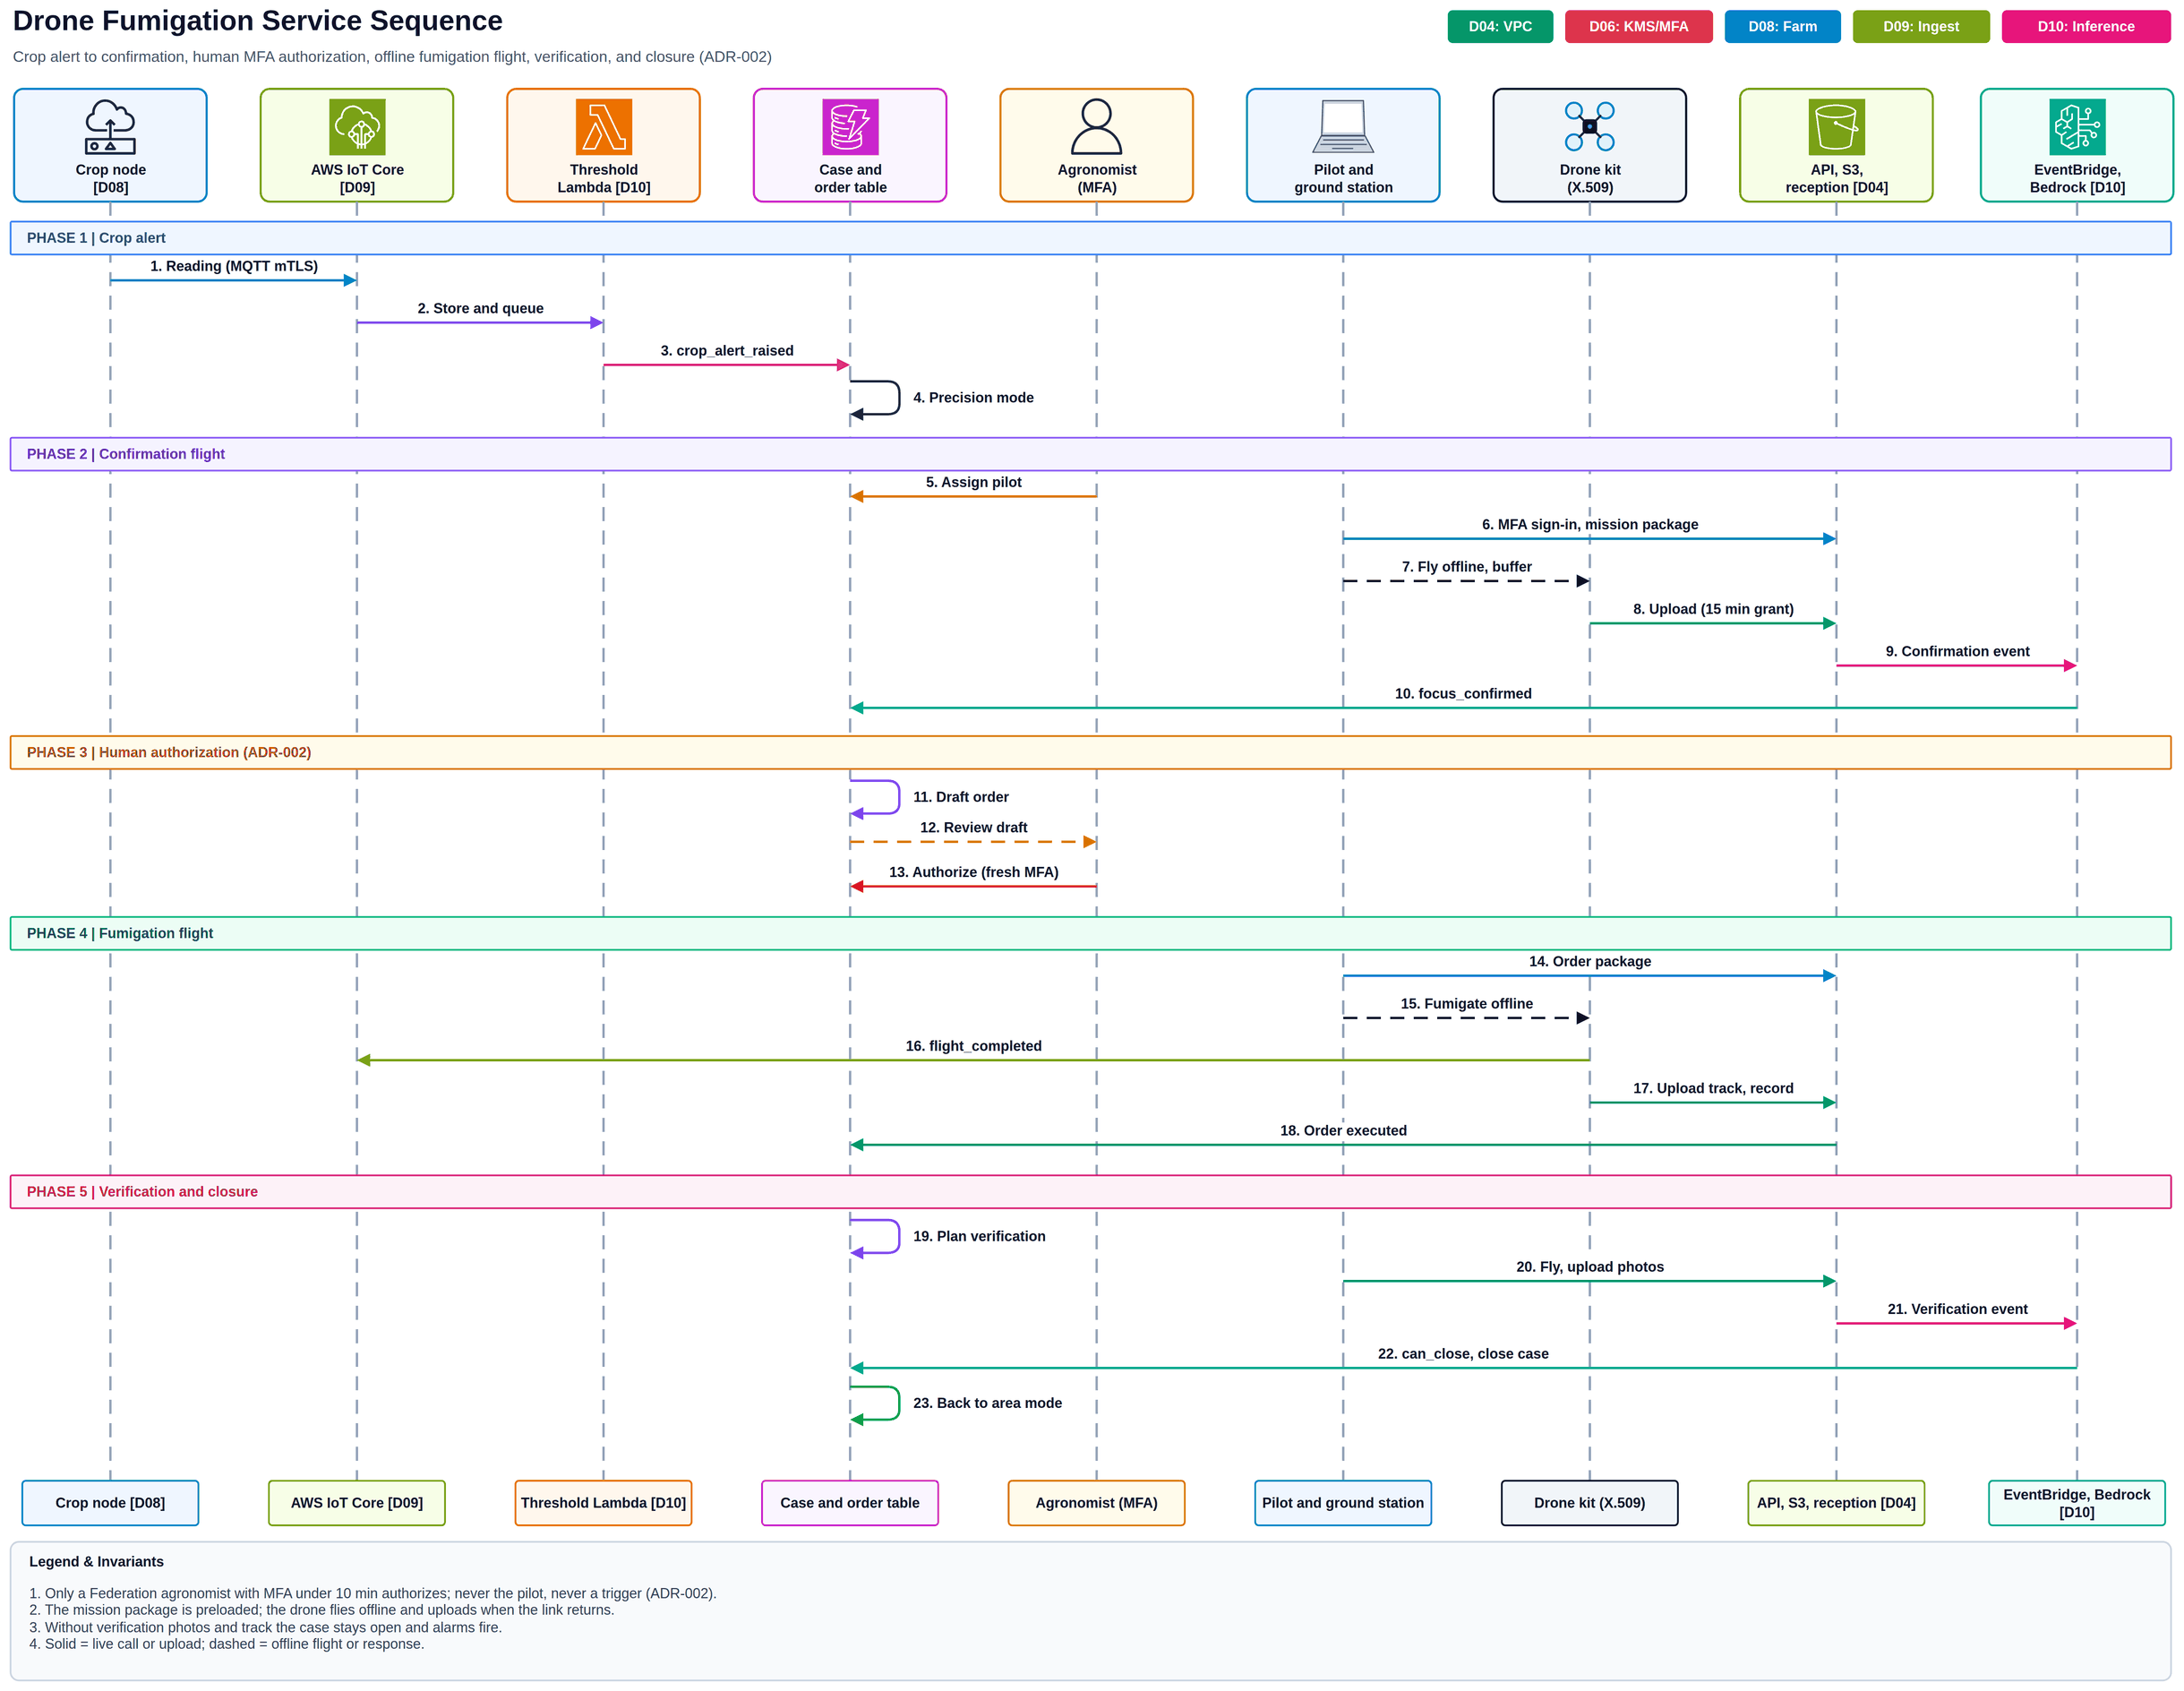 Drone Fumigation Service Sequence
Crop alert to confirmation, human MFA authorization, offline fumigation flight, verification, and closure (ADR-002)
D04: VPC
D06: KMS/MFA
D08: Farm
D09: Ingest
D10: Inference
Crop node
[D08]
AWS IoT Core
[D09]
Threshold
Lambda [D10]
Case and
order table
Agronomist
(MFA)
Pilot and
ground station
Drone kit
(X.509)
API, S3,
reception [D04]
EventBridge,
Bedrock [D10]
PHASE 1 | Crop alert
1. Reading (MQTT mTLS)
2. Store and queue
3. crop_alert_raised
4. Precision mode
PHASE 2 | Confirmation flight
5. Assign pilot
6. MFA sign-in, mission package
7. Fly offline, buffer
8. Upload (15 min grant)
9. Confirmation event
10. focus_confirmed
PHASE 3 | Human authorization (ADR-002)
11. Draft order
12. Review draft
13. Authorize (fresh MFA)
PHASE 4 | Fumigation flight
14. Order package
15. Fumigate offline
16. flight_completed
17. Upload track, record
18. Order executed
PHASE 5 | Verification and closure
19. Plan verification
20. Fly, upload photos
21. Verification event
22. can_close, close case
23. Back to area mode
Crop node [D08]
AWS IoT Core [D09]
Threshold Lambda [D10]
Case and order table
Agronomist (MFA)
Pilot and ground station
Drone kit (X.509)
API, S3, reception [D04]
EventBridge, Bedrock
[D10]
Legend & Invariants
1. Only a Federation agronomist with MFA under 10 min authorizes; never the pilot, never a trigger (ADR-002).
2. The mission package is preloaded; the drone flies offline and uploads when the link returns.
3. Without verification photos and track the case stays open and alarms fire.
4. Solid = live call or upload; dashed = offline flight or response.